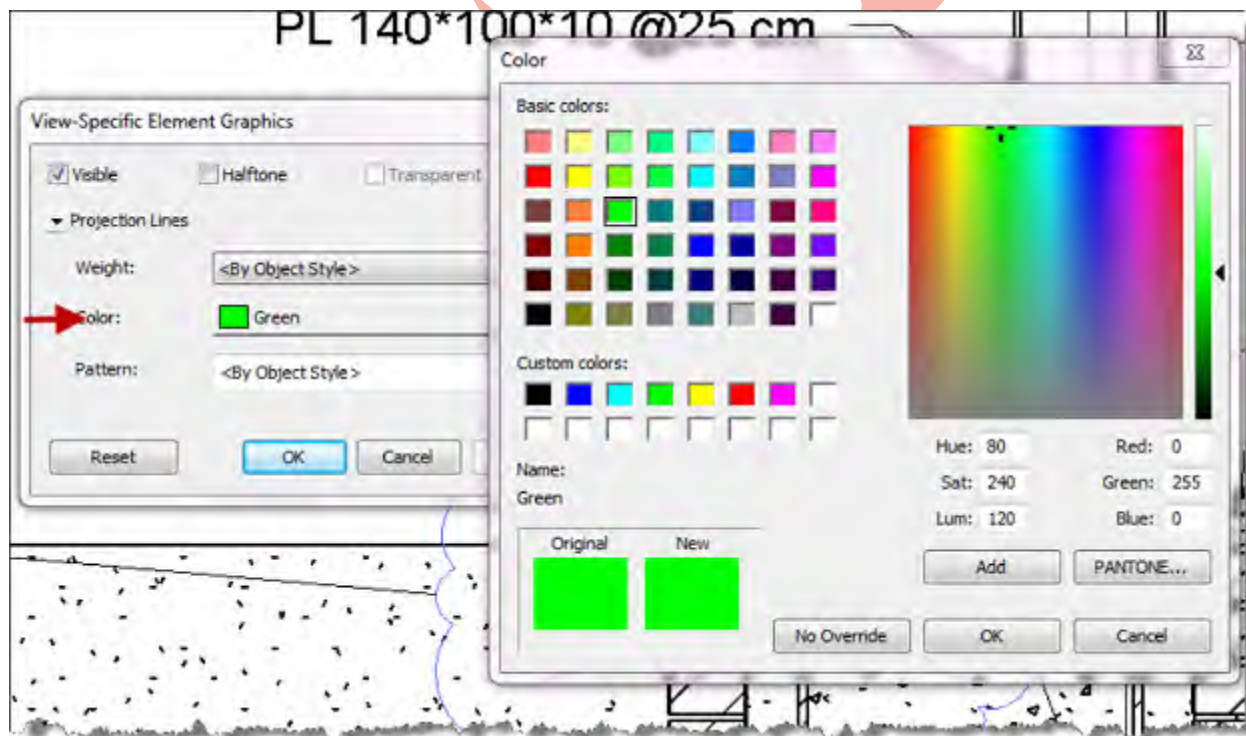 PL 140*100*10 @25 cm
View-Specific Element Graphics
Visible
Halftone
Transparent
Projection Lines
Weight:
<By Object Style>
Color:
Green
Pattern:
<By Object Style>
Reset
OK
Cancel
Color
Basic colors:
Custom colors:
Name:
Green
Original
New
Hue: 80
Red: 0
Sat: 240
Green: 255
Lum: 120
Blue: 0
Add
PANTONE...
No Override
OK
Cancel